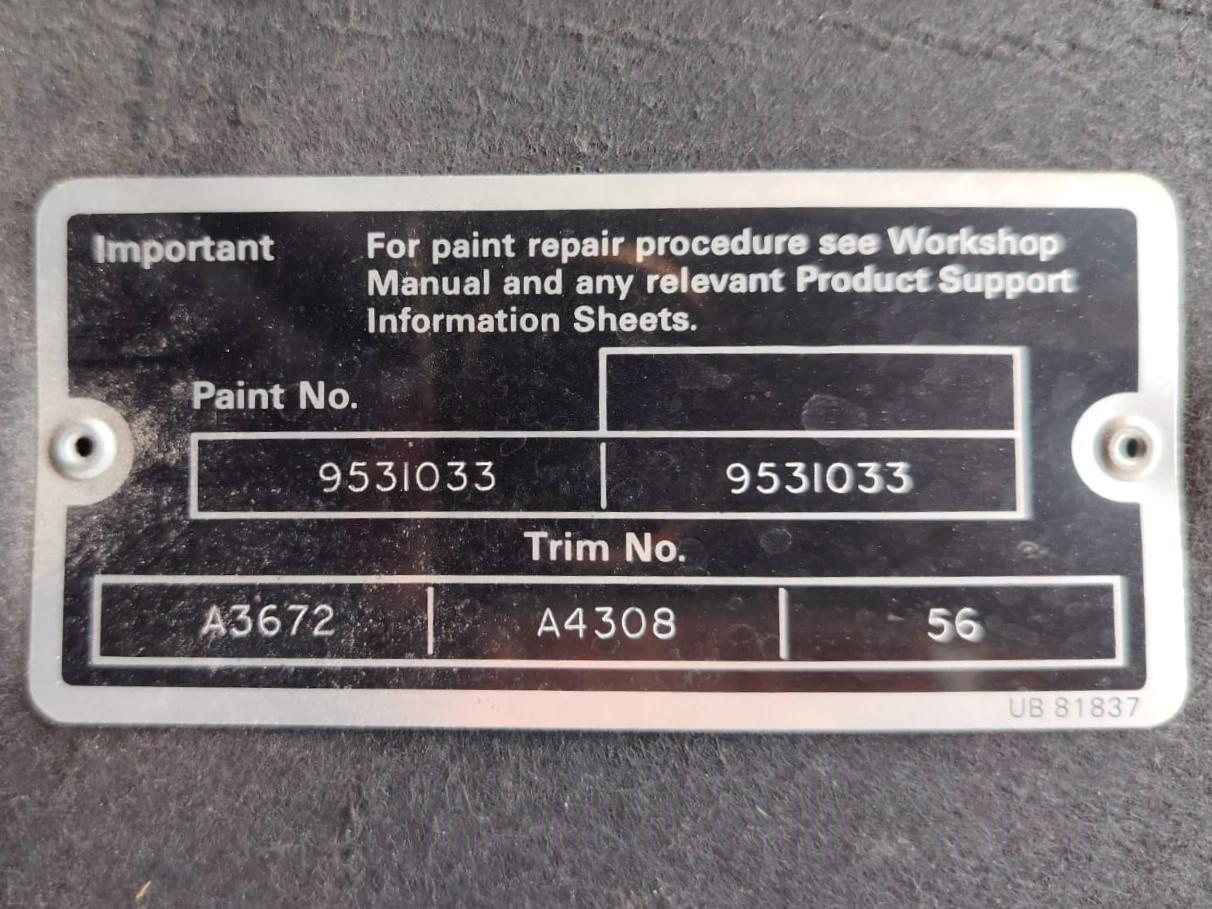 Important
For paint repair procedure see Workshop
Manual and any relevant Product Support
Information Sheets.
Paint No.
9531033 9531033
Trim No.
A3672 A4308 56
UB 81837